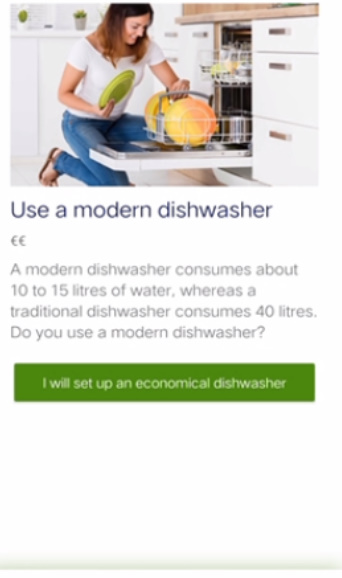 Use a modern dishwasher
€€
A modern dishwasher consumes about
10 to 15 litres of water, whereas a
traditional dishwasher consumes 40 litres.
Do you use a modern dishwasher?
I will set up an economical dishwasher